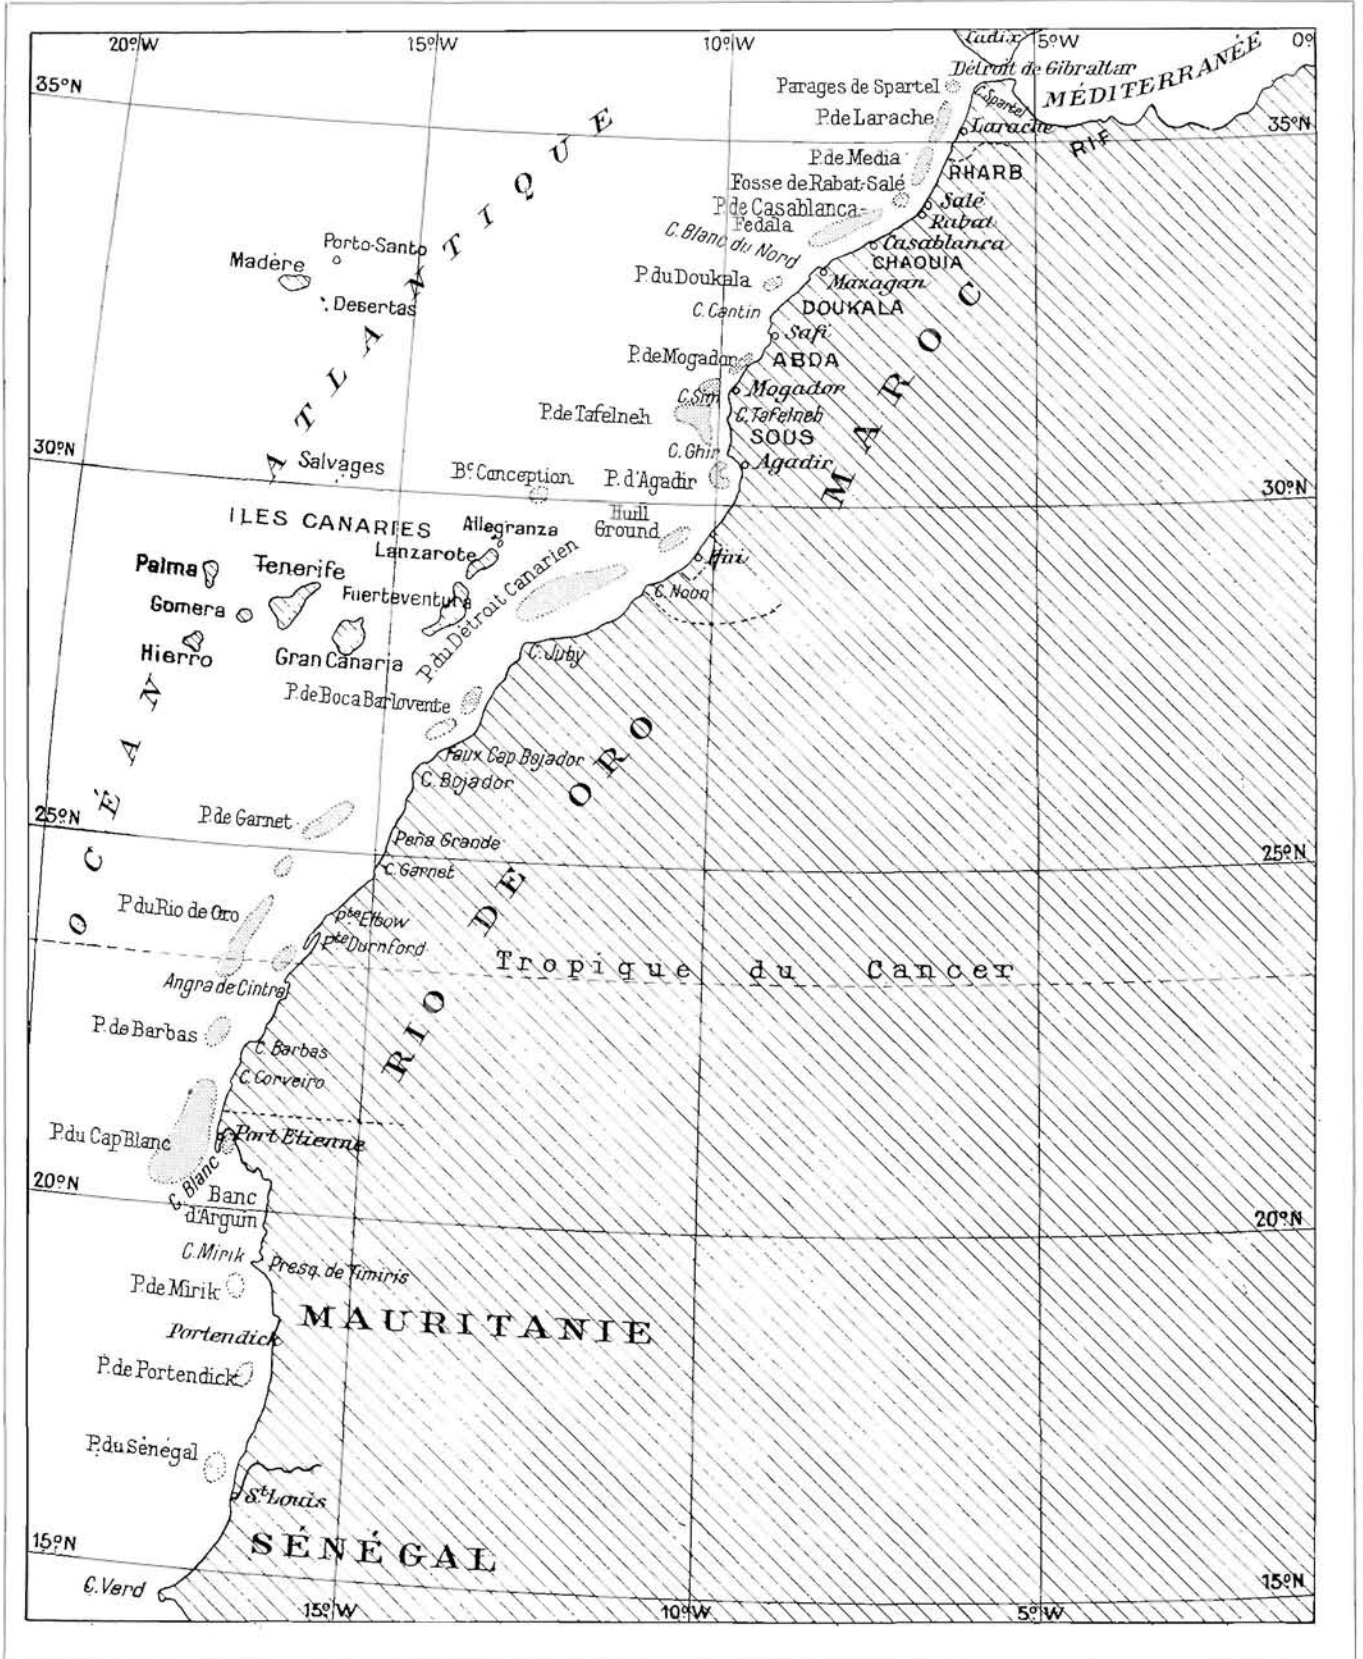 20°W
15°W
10°W
5°W
0°
Cadix
Détroit de Gibraltar
MÉDITERRANÉE
35°N
35°N
Parages de Spartel
C. Spartel
P. de Larache
Larache
RIF
P. de Media
RHARB
Fosse de Rabat-Salé
Salé
P. de Casablanca-
Fedala
Rabat
C. Blanc du Nord
Casablanca
CHAOUIA
Porto-Santo
Madère
Desertas
P. du Doukala
Mazagan
C. Cantin
DOUKALA
Safi
P. de Mogador
ABDA
C. Sim
Mogador
P. de Tafelneh
C. Tafelneh
SOUS
C. Ghir
Agadir
MAROC
OCÉAN ATLANTIQUE
30°N
30°N
Salvages
Bc. Conception
P. d'Agadir
ILES CANARIES
Allegranza
Hull
Ground
Lanzarote
Ifni
Palma
Tenerife
Fuerteventura
C. Noun
Gomera
P. du Détroit Canarien
Hierro
Gran Canaria
C. Juby
P. de Boca Barlovente
Faux Cap Bojador
C. Bojador
RIO DE ORO
25°N
25°N
P. de Garnet
Peña Grande
C. Garnet
P. du Rio de Oro
Pte Elbow
Pte Durnford
Tropique du Cancer
Angra de Cintra
P. de Barbas
C. Barbas
C. Corveiro
P. du Cap Blanc
Port Etienne
C. Blanc
20°N
20°N
Banc
d'Arguin
C. Mirik
Presq. de Timiris
P. de Mirik
MAURITANIE
Portendick
P. de Portendick
P. du Sénégal
St. Louis
SÉNÉGAL
15°N
15°N
C. Verd
15°W
10°W
5°W